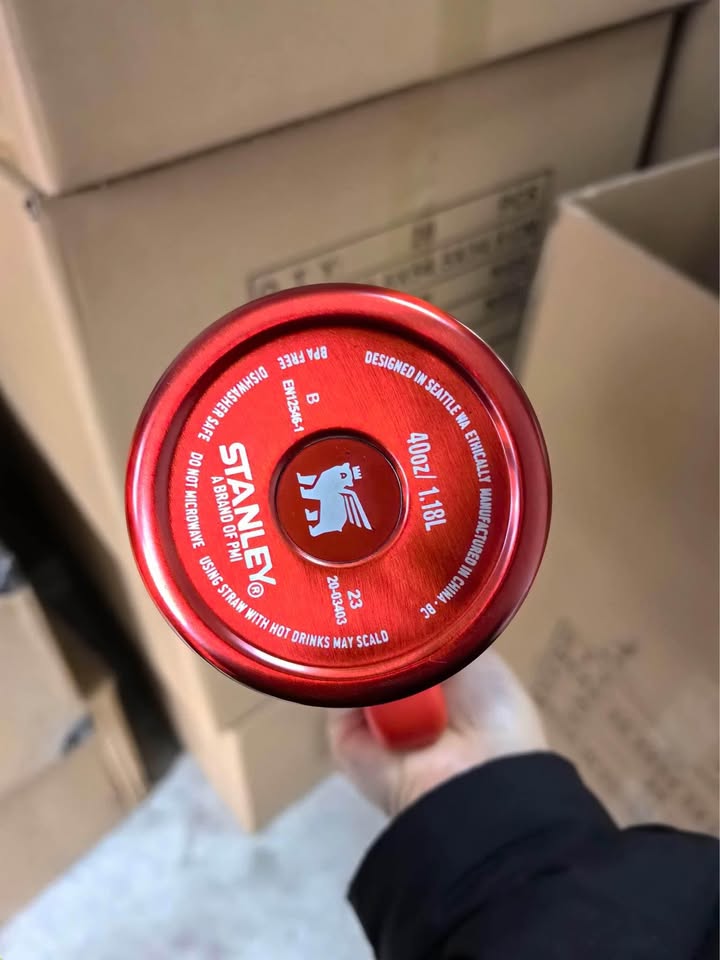 DESIGNED IN SEATTLE WA ETHICALLY MANUFACTURED IN CHINA · BC
40oz/ 1.18L
BPA FREE
DISHWASHER SAFE
DO NOT MICROWAVE
USING STRAW WITH HOT DRINKS MAY SCALD
B
EN12546-1
STANLEY®
A BRAND OF PMI
23
20-03403